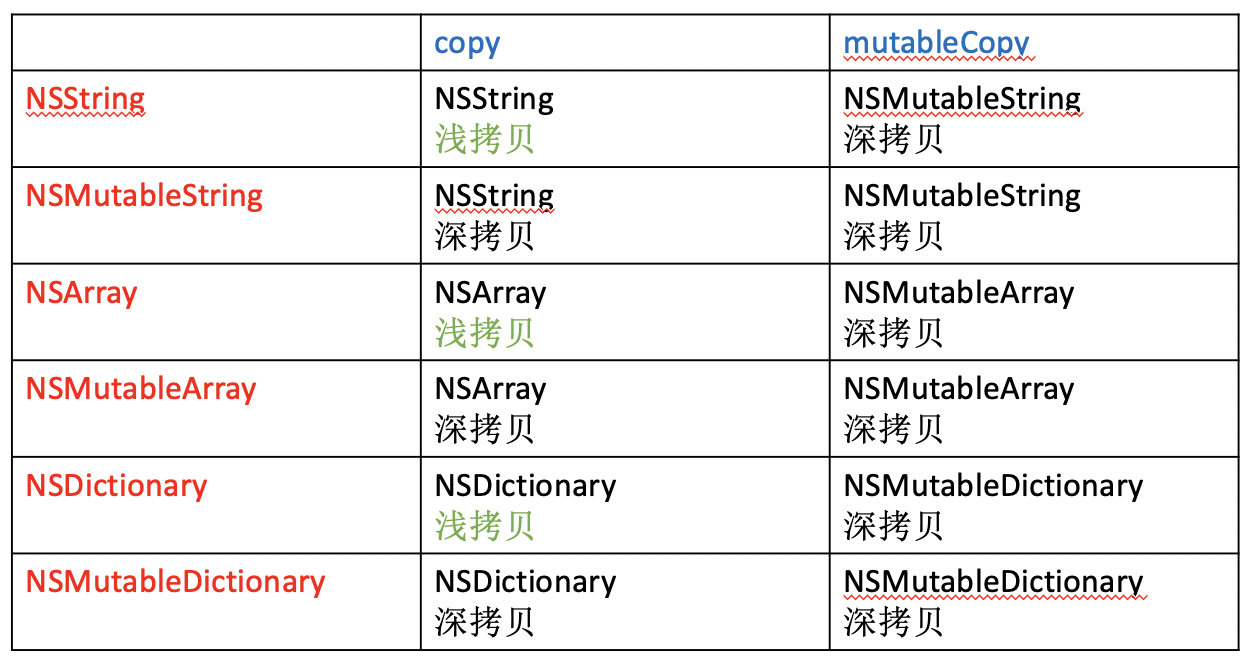 copy
mutableCopy
NSString
NSString
浅拷贝
NSMutableString
深拷贝
NSMutableString
NSString
深拷贝
NSMutableString
深拷贝
NSArray
NSArray
浅拷贝
NSMutableArray
深拷贝
NSMutableArray
NSArray
深拷贝
NSMutableArray
深拷贝
NSDictionary
NSDictionary
浅拷贝
NSMutableDictionary
深拷贝
NSMutableDictionary
NSDictionary
深拷贝
NSMutableDictionary
深拷贝